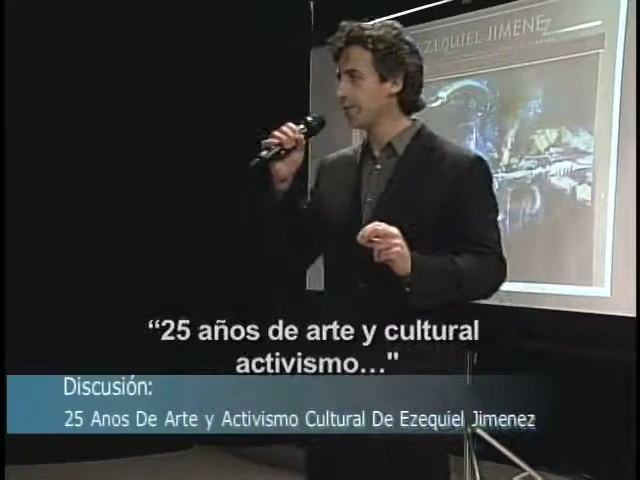 EZEQUIEL JIMENEZ
“25 años de arte y cultural
activismo..."
Discusión:
25 Anos De Arte y Activismo Cultural De Ezequiel Jimenez